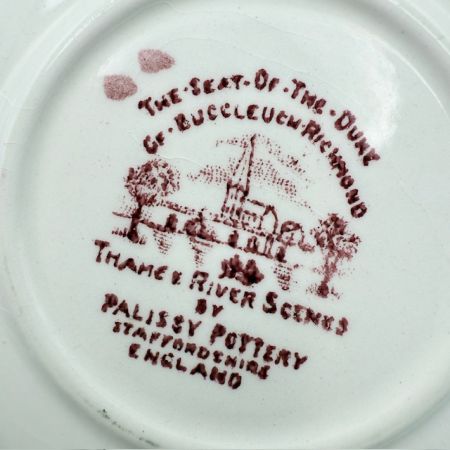 THE·SEAT·OF·THE·DUKE
OF·BUCCLEUCH·RICHMOND
THAMES RIVER SCENES
BY
PALISSY POTTERY
STAFFORDSHIRE
ENGLAND